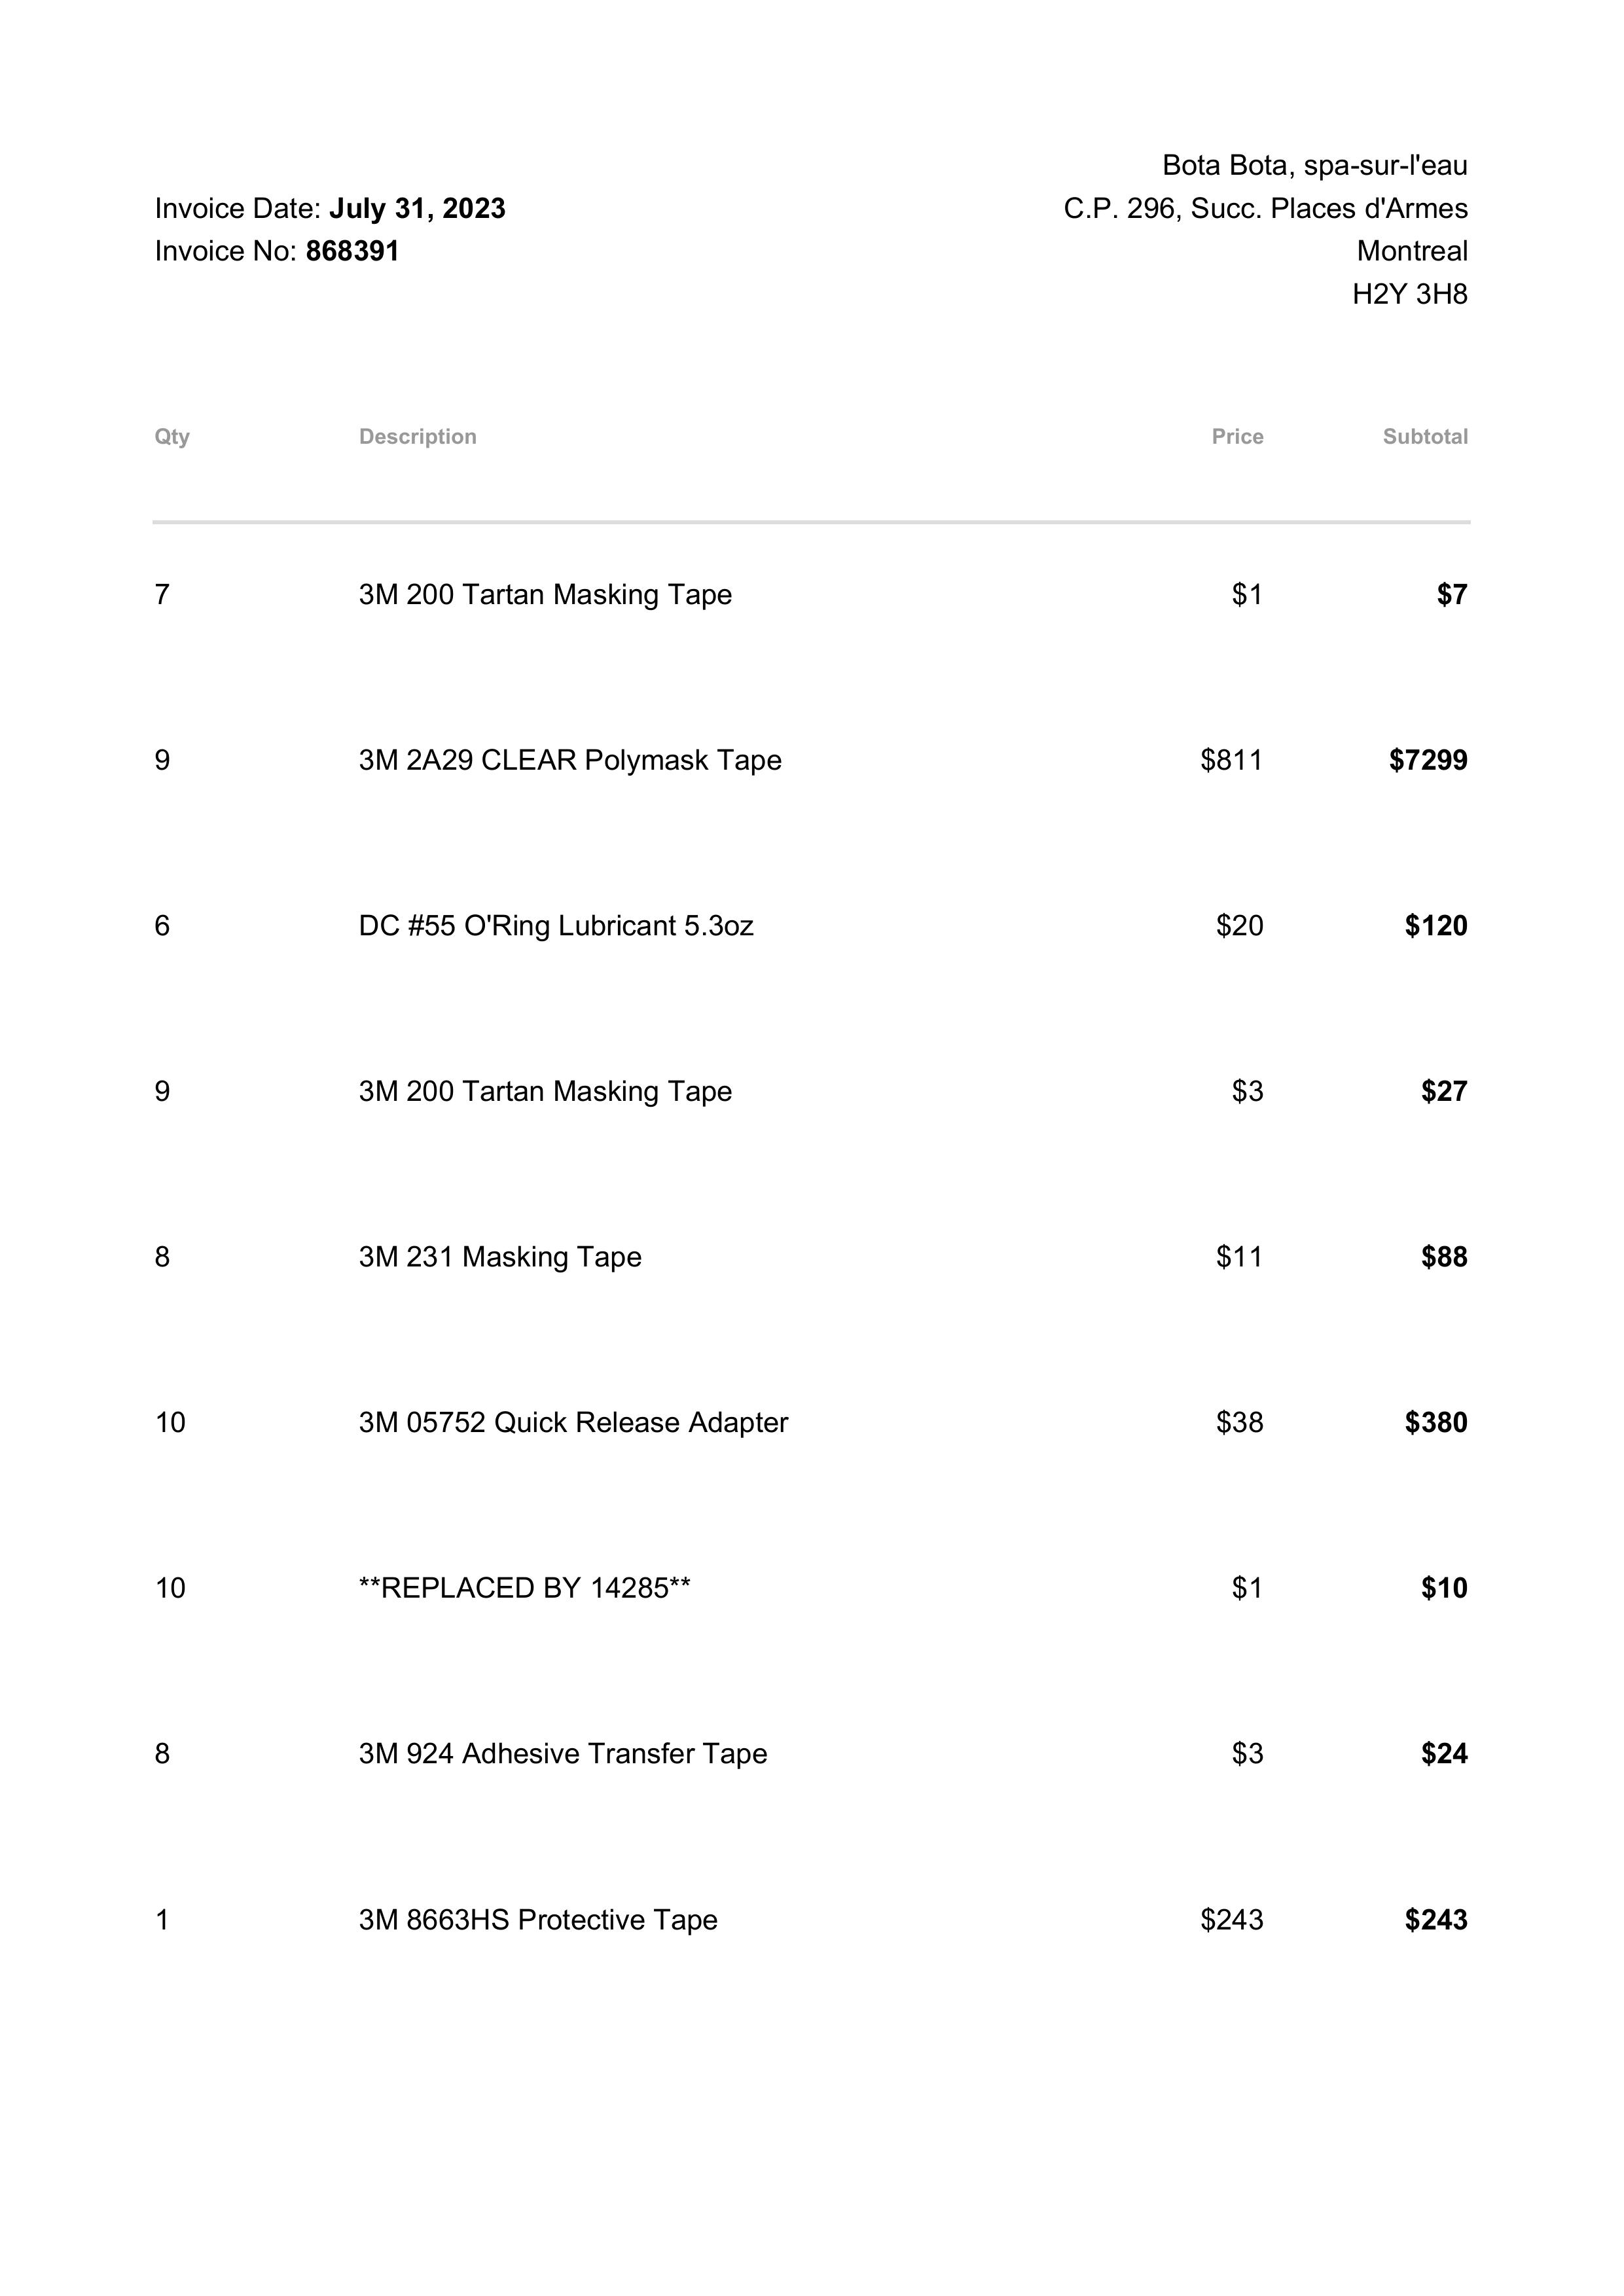 Bota Bota, spa-sur-l'eau
Invoice Date: July 31, 2023 C.P. 296, Succ. Places d'Armes
Invoice No: 868391 Montreal
H2Y 3H8
Qty Description Price Subtotal
7 3M 200 Tartan Masking Tape $1 $7
9 3M 2A29 CLEAR Polymask Tape $811 $7299
6 DC #55 O'Ring Lubricant 5.3oz $20 $120
9 3M 200 Tartan Masking Tape $3 $27
8 3M 231 Masking Tape $11 $88
10 3M 05752 Quick Release Adapter $38 $380
10 **REPLACED BY 14285** $1 $10
8 3M 924 Adhesive Transfer Tape $3 $24
1 3M 8663HS Protective Tape $243 $243